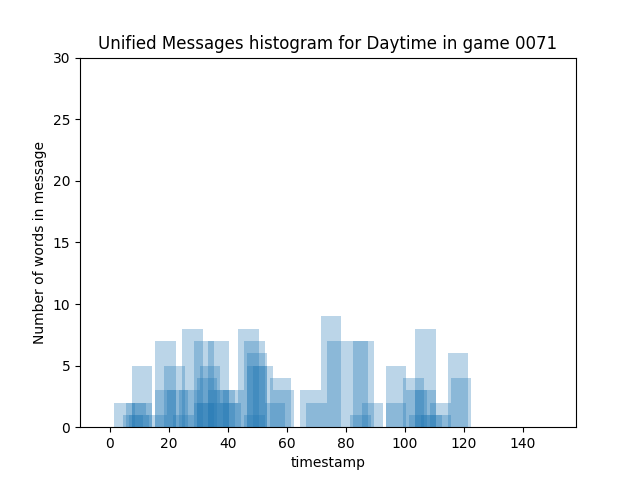 Unified Messages histogram for Daytime in game 0071
30
25
20
15
10
5
0
Number of words in message
0 20 40 60 80 100 120 140
timestamp